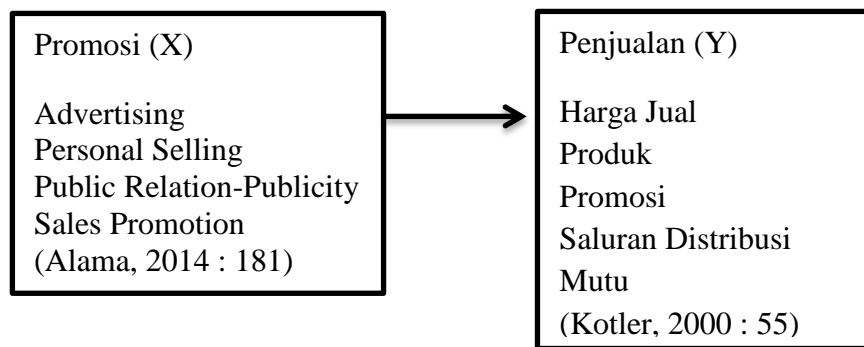 Promosi (X)
Advertising
Personal Selling
Public Relation-Publicity
Sales Promotion
(Alama, 2014 : 181)
Penjualan (Y)
Harga Jual
Produk
Promosi
Saluran Distribusi
Mutu
(Kotler, 2000 : 55)